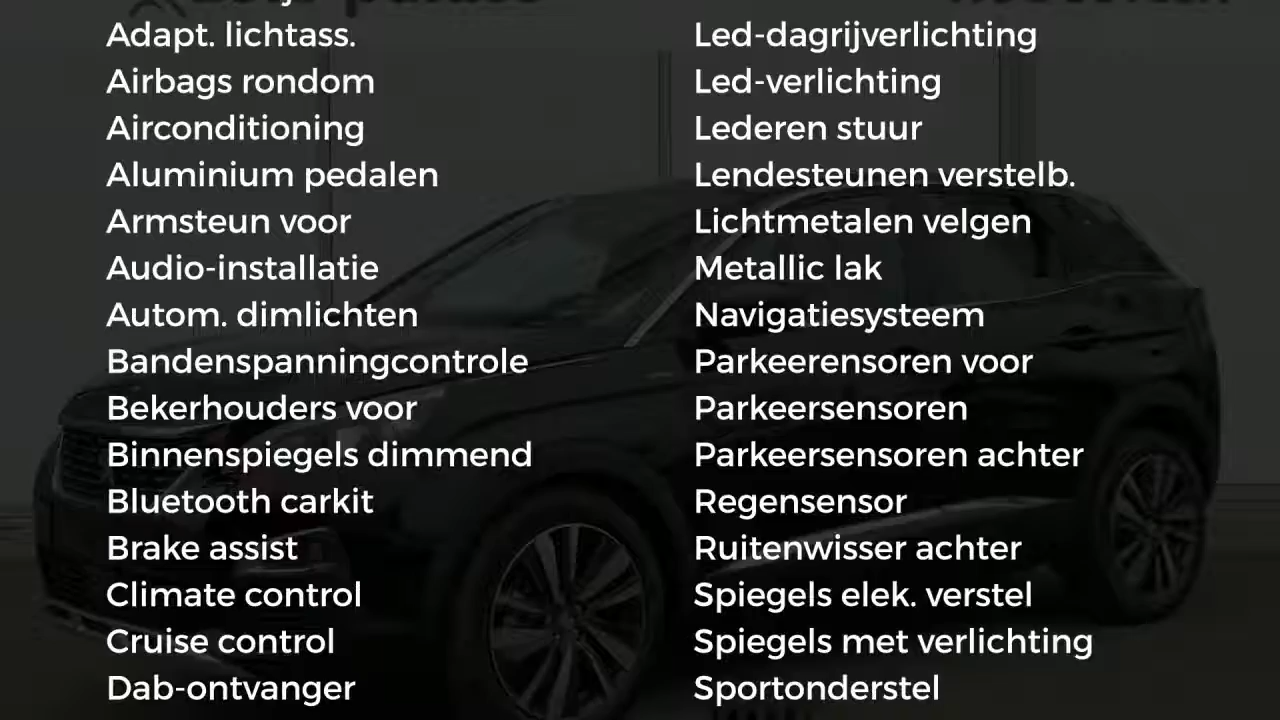 Adapt. lichtass.
Airbags rondom
Airconditioning
Aluminium pedalen
Armsteun voor
Audio-installatie
Autom. dimlichten
Bandenspanningcontrole
Bekerhouders voor
Binnenspiegels dimmend
Bluetooth carkit
Brake assist
Climate control
Cruise control
Dab-ontvanger
Led-dagrijverlichting
Led-verlichting
Lederen stuur
Lendesteunen verstelb.
Lichtmetalen velgen
Metallic lak
Navigatiesysteem
Parkeerensoren voor
Parkeersensoren
Parkeersensoren achter
Regensensor
Ruitenwisser achter
Spiegels elek. verstel
Spiegels met verlichting
Sportonderstel